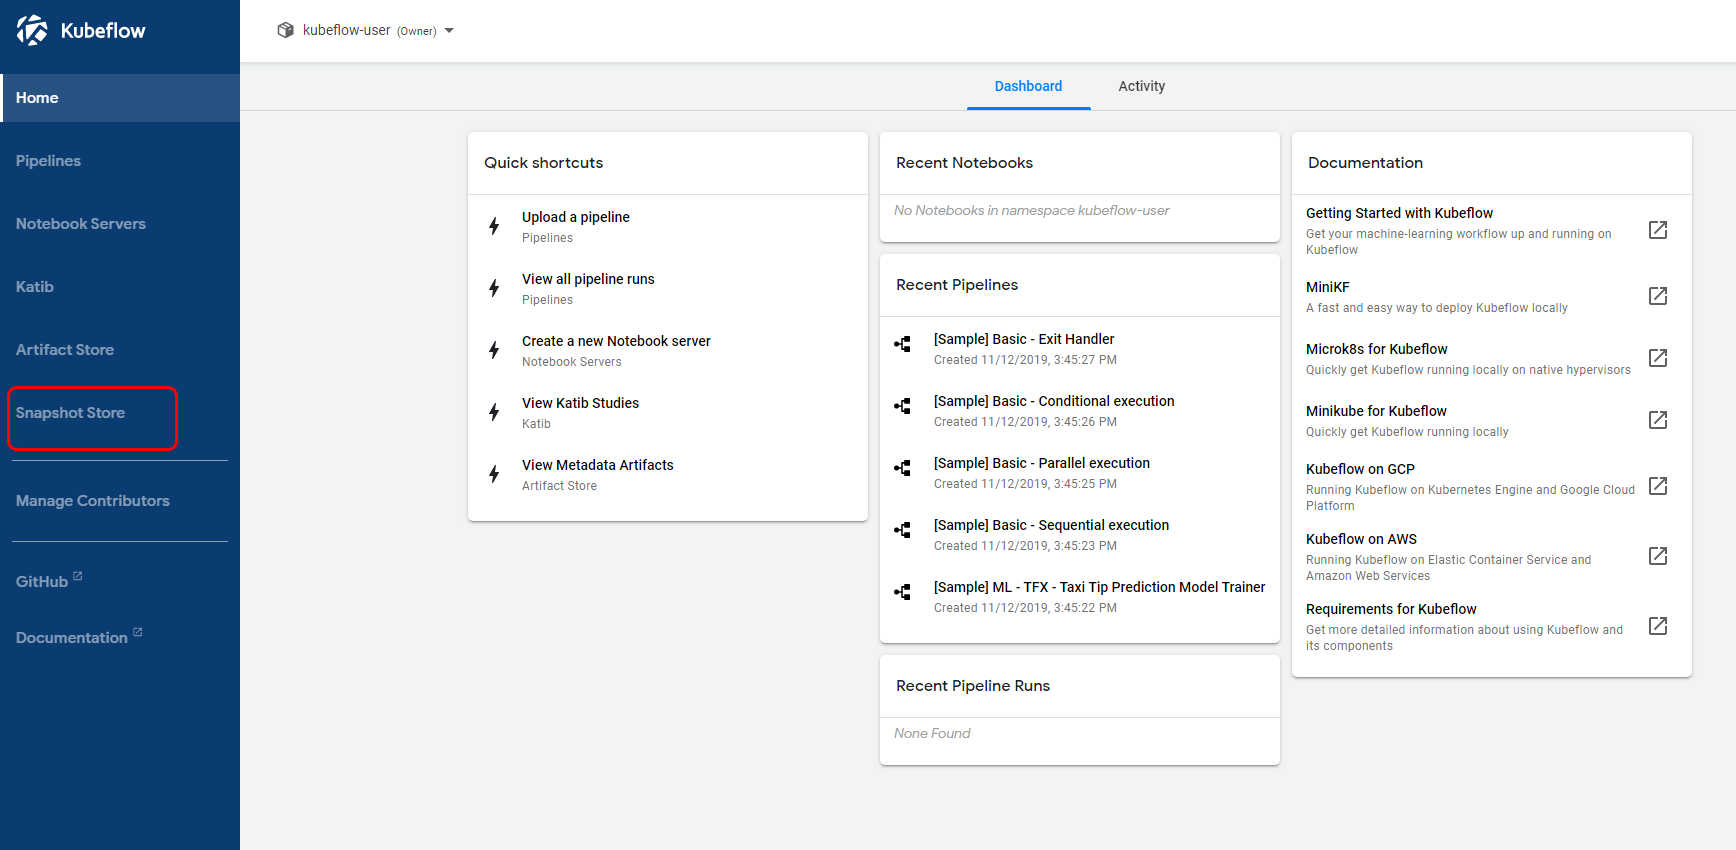 Kubeflow
Home
Pipelines
Notebook Servers
Katib
Artifact Store
Snapshot Store
Manage Contributors
GitHub
Documentation
kubeflow-user (Owner)
Dashboard Activity
Quick shortcuts
Upload a pipeline
Pipelines
View all pipeline runs
Pipelines
Create a new Notebook server
Notebook Servers
View Katib Studies
Katib
View Metadata Artifacts
Artifact Store
Recent Notebooks
No Notebooks in namespace kubeflow-user
Recent Pipelines
[Sample] Basic - Exit Handler
Created 11/12/2019, 3:45:27 PM
[Sample] Basic - Conditional execution
Created 11/12/2019, 3:45:26 PM
[Sample] Basic - Parallel execution
Created 11/12/2019, 3:45:25 PM
[Sample] Basic - Sequential execution
Created 11/12/2019, 3:45:23 PM
[Sample] ML - TFX - Taxi Tip Prediction Model Trainer
Created 11/12/2019, 3:45:22 PM
Recent Pipeline Runs
None Found
Documentation
Getting Started with Kubeflow
Get your machine-learning workflow up and running on
Kubeflow
MiniKF
A fast and easy way to deploy Kubeflow locally
Microk8s for Kubeflow
Quickly get Kubeflow running locally on native hypervisors
Minikube for Kubeflow
Quickly get Kubeflow running locally
Kubeflow on GCP
Running Kubeflow on Kubernetes Engine and Google Cloud
Platform
Kubeflow on AWS
Running Kubeflow on Elastic Container Service and
Amazon Web Services
Requirements for Kubeflow
Get more detailed information about using Kubeflow and
its components